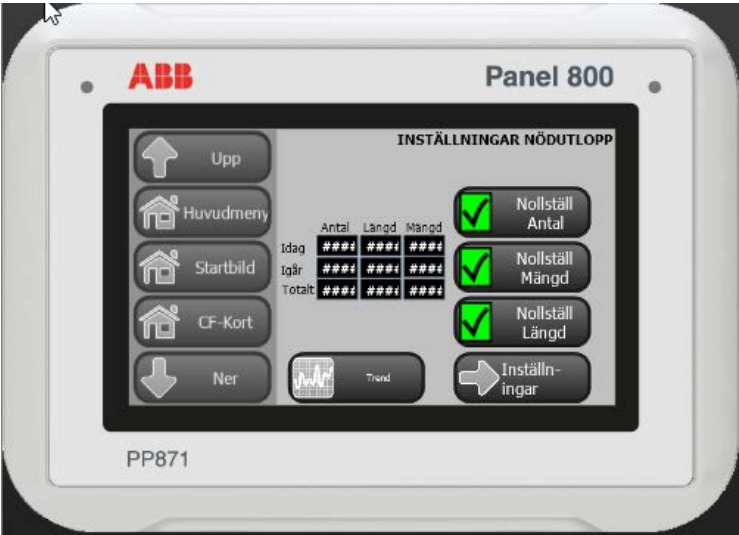 ABB
Panel 800
INSTÄLLNINGAR NÖDUTLOPP
Upp
Huvudmeny
Startbild
CF-Kort
Ner
Antal Längd Mängd
Idag #### #### ####
Igår #### #### ####
Totalt #### #### ####
Trend
Nollställ
Antal
Nollställ
Mängd
Nollställ
Längd
Inställn-
ingar
PP871